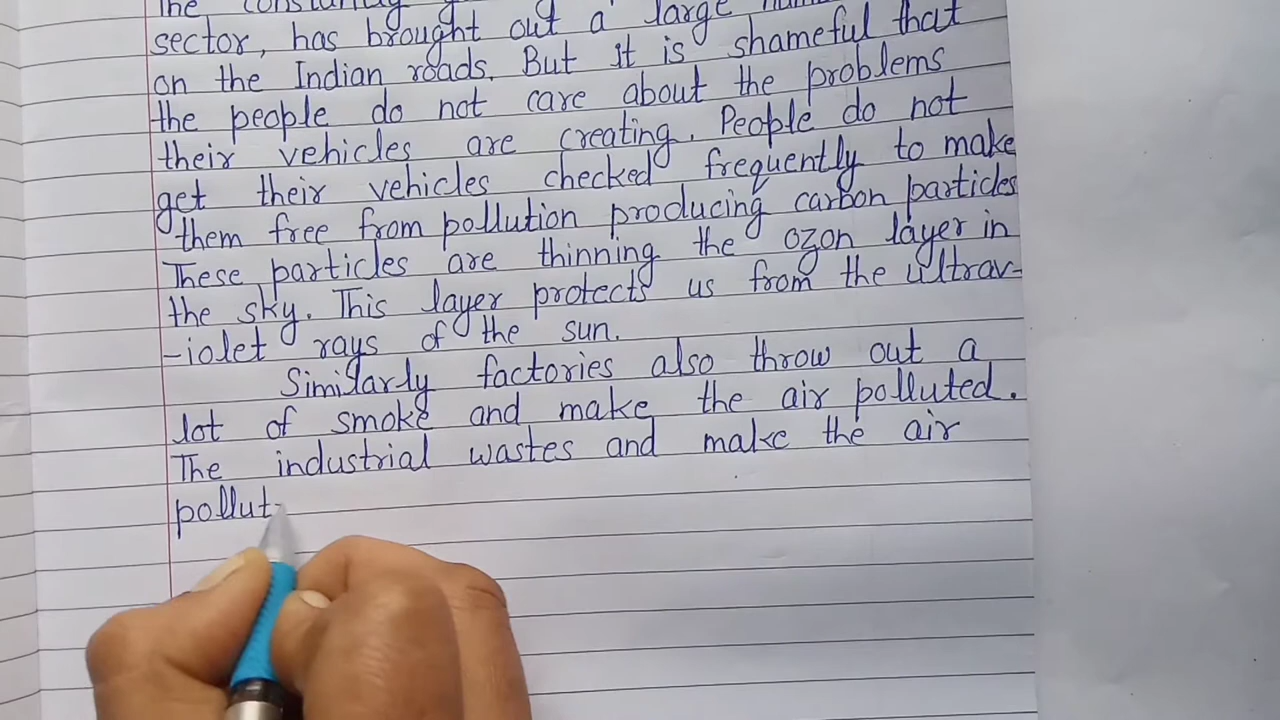 The constantly a large
sector, has brought out a large
on the Indian roads. But it is shameful that
the people do not care about the problems
their vehicles are creating. People do not
get their vehicles checked frequently to make
them free from pollution producing carbon particles
These particles are thinning the ozon layer in
the sky. This layer protects us from the ultrav-
-iolet rays of the sun.
Similarly factories also throw out a
lot of smoke and make the air polluted.
The industrial wastes and make the air
pollut